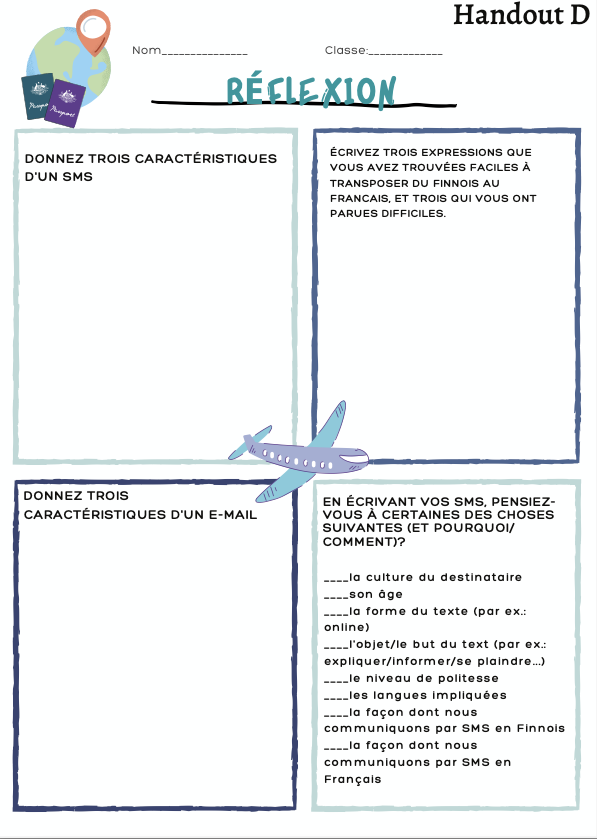 Handout D
Nom_______________ Classe:_____________
RÉFLEXION
Passport
Passport
DONNEZ TROIS CARACTÉRISTIQUES
D'UN SMS
ÉCRIVEZ TROIS EXPRESSIONS QUE
VOUS AVEZ TROUVÉES FACILES À
TRANSPOSER DU FINNOIS AU
FRANCAIS, ET TROIS QUI VOUS ONT
PARUES DIFFICILES.
DONNEZ TROIS
CARACTÉRISTIQUES D'UN E-MAIL
EN ÉCRIVANT VOS SMS, PENSIEZ-
VOUS À CERTAINES DES CHOSES
SUIVANTES (ET POURQUOI/
COMMENT)?
____la culture du destinataire
____son âge
____la forme du texte (par ex.:
online)
____l'objet/le but du text (par ex.:
expliquer/informer/se plaindre...)
____le niveau de politesse
____les langues impliquées
____la façon dont nous
communiquons par SMS en Finnois
____la façon dont nous
communiquons par SMS en
Français